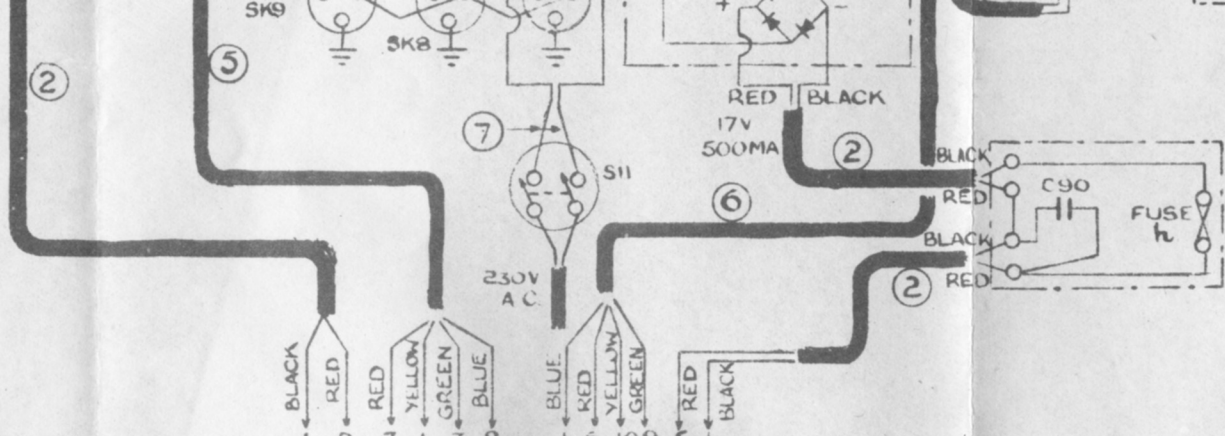 SK9
SK8
+
-
2
5
RED BLACK
17V
500MA
7
S11
2
BLACK
RED
C90
6
FUSE
h
BLACK
RED
2
230V
A.C.
BLACK
RED
RED
YELLOW
GREEN
BLUE
BLUE
RED
YELLOW
GREEN
RED
BLACK